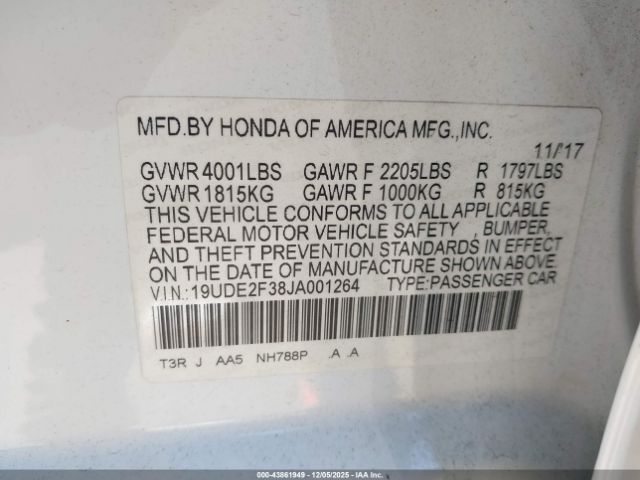 MFD.BY HONDA OF AMERICA MFG.,INC.
11/17
GVWR 4001LBS GAWR F 2205LBS R 1797LBS
GVWR 1815KG GAWR F 1000KG R 815KG
THIS VEHICLE CONFORMS TO ALL APPLICABLE
FEDERAL MOTOR VEHICLE SAFETY , BUMPER,
AND THEFT PREVENTION STANDARDS IN EFFECT
ON THE DATE OF MANUFACTURE SHOWN ABOVE.
V.I.N.: 19UDE2F38JA001264 TYPE:PASSENGER CAR
T3R J AA5 NH788P .A .A
000-43861949 - 12/05/2025 - IAA Inc.